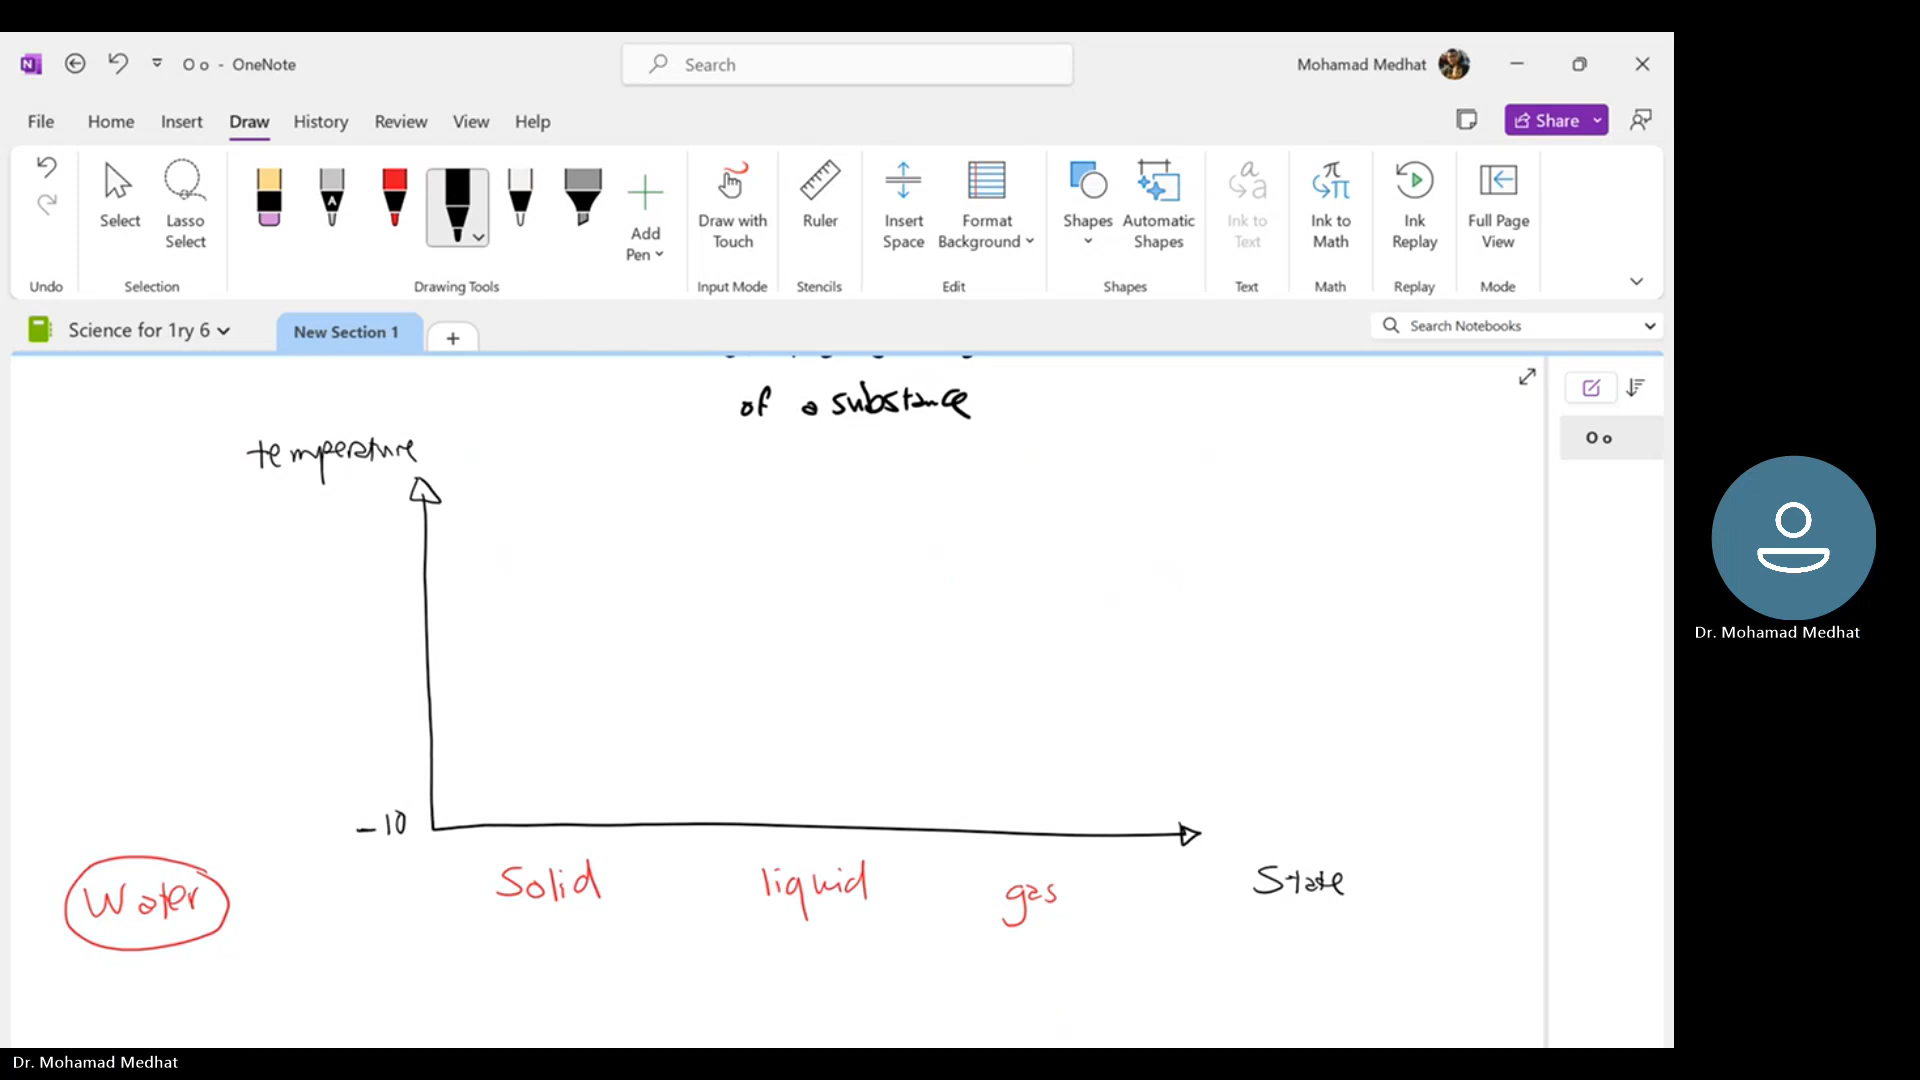 O o - OneNote
Search
Mohamad Medhat
File Home Insert Draw History Review View Help
Share
Select
Lasso Select
A
Add Pen
Draw with Touch
Ruler
Insert Space
Format Background
Shapes
Automatic Shapes
Ink to Text
Ink to Math
Ink Replay
Full Page View
Undo
Selection
Drawing Tools
Input Mode
Stencils
Edit
Shapes
Text
Math
Replay
Mode
Science for 1ry 6
New Section 1
Search Notebooks
of a substance
O o
temperature
-10
Water
Solid
liquid
gas
State
Dr. Mohamad Medhat
Dr. Mohamad Medhat